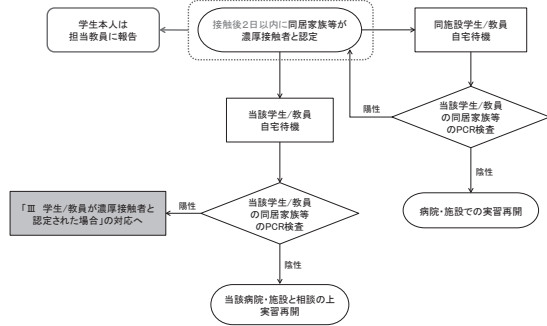 学生本人は
担当教員に報告
接触後2日以内に同居家族等が
濃厚接触者と認定
同施設学生/教員
自宅待機
陽性
当該学生/教員
の同居家族等
のPCR検査
当該学生/教員
自宅待機
陰性
病院・施設での実習再開
「Ⅲ 学生/教員が濃厚接触者と
認定された場合」の対応へ
陽性
当該学生/教員
の同居家族等
のPCR検査
陰性
当該病院・施設と相談の上
実習再開